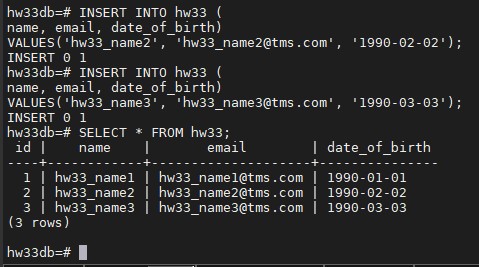 hw33db=# INSERT INTO hw33 (
name, email, date_of_birth)
VALUES('hw33_name2', 'hw33_name2@tms.com', '1990-02-02');
INSERT 0 1
hw33db=# INSERT INTO hw33 (
name, email, date_of_birth)
VALUES('hw33_name3', 'hw33_name3@tms.com', '1990-03-03');
INSERT 0 1
hw33db=# SELECT * FROM hw33;
 id |    name    |       email        | date_of_birth
----+------------+--------------------+---------------
  1 | hw33_name1 | hw33_name1@tms.com | 1990-01-01
  2 | hw33_name2 | hw33_name2@tms.com | 1990-02-02
  3 | hw33_name3 | hw33_name3@tms.com | 1990-03-03
(3 rows)
hw33db=#